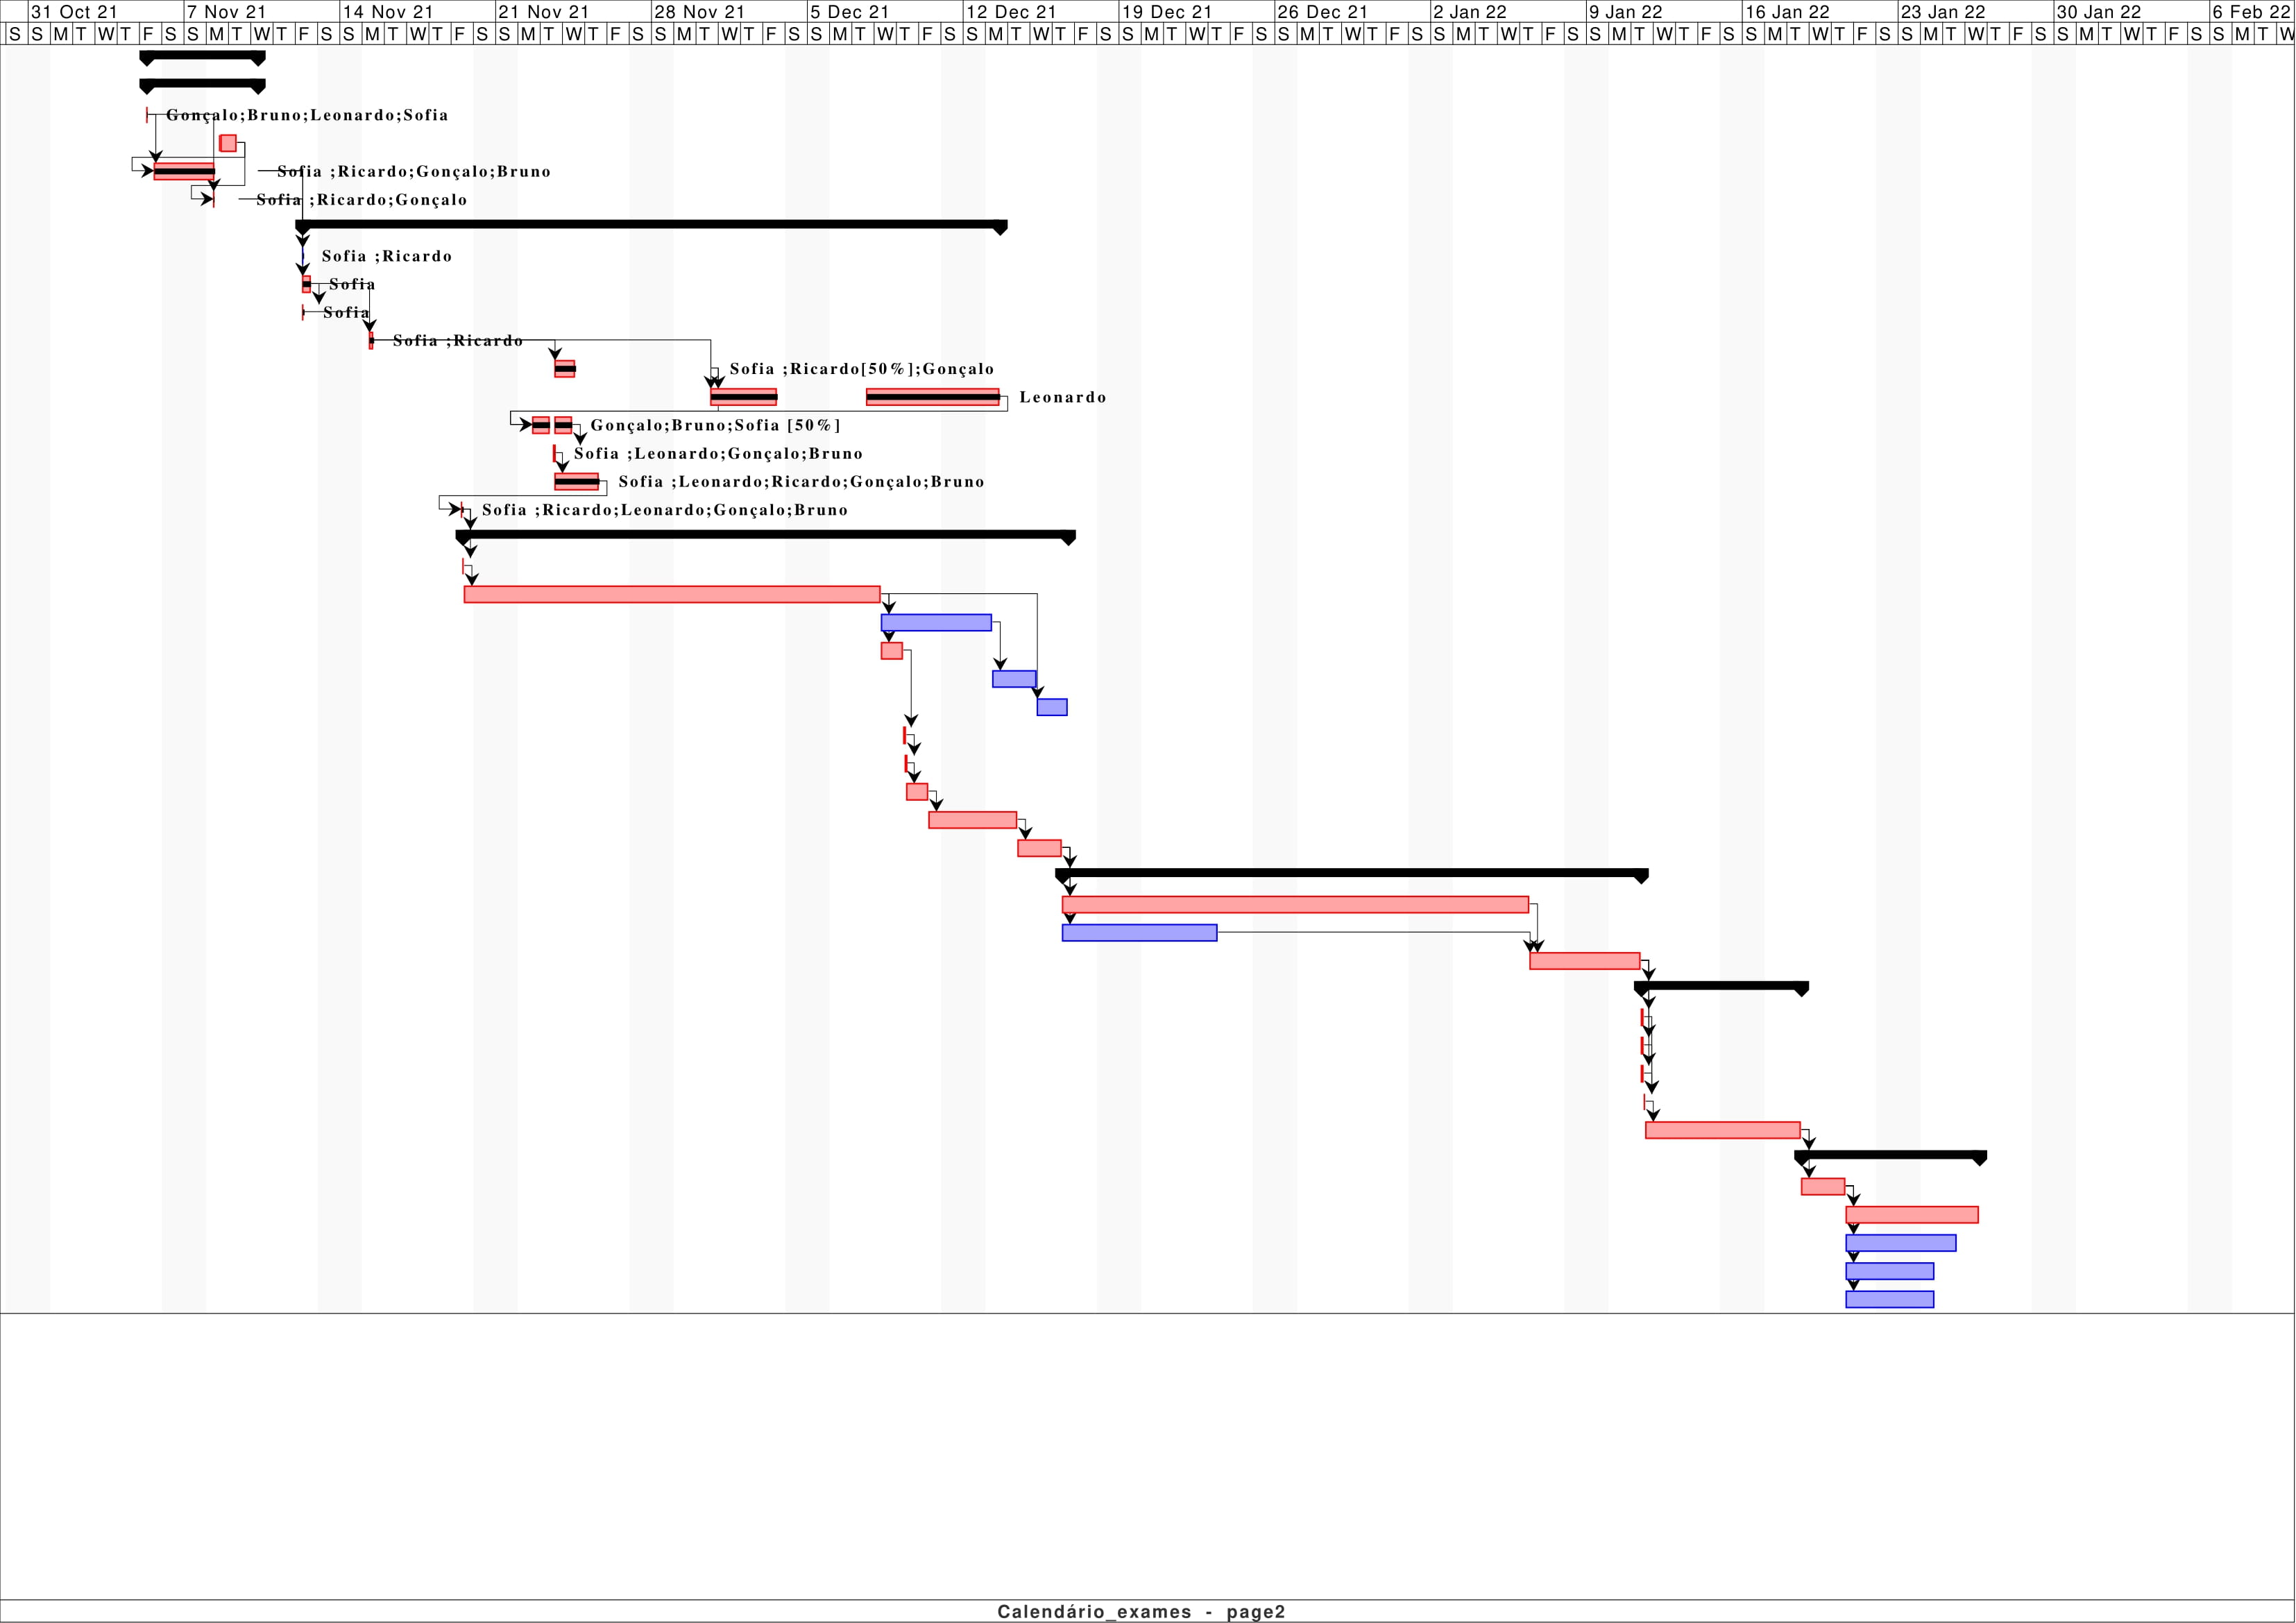 31 Oct 21 7 Nov 21 14 Nov 21 21 Nov 21 28 Nov 21 5 Dec 21 12 Dec 21 19 Dec 21 26 Dec 21 2 Jan 22 9 Jan 22 16 Jan 22 23 Jan 22 30 Jan 22 6 Feb 22
S S M T W T F S S M T W T F S S M T W T F S S M T W T F S S M T W T F S S M T W T F S S M T W T F S S M T W T F S S M T W T F S S M T W T F S S M T W T F S S M T W T F S S M T W T F S S M T W T F S S M T W
Gonçalo;Bruno;Leonardo;Sofia
Sofia ;Ricardo;Gonçalo;Bruno
Sofia ;Ricardo;Gonçalo
Sofia ;Ricardo
Sofia
Sofia
Sofia ;Ricardo
Sofia ;Ricardo[50%];Gonçalo
Leonardo
Gonçalo;Bruno;Sofia [50%]
Sofia ;Leonardo;Gonçalo;Bruno
Sofia ;Leonardo;Ricardo;Gonçalo;Bruno
Sofia ;Ricardo;Leonardo;Gonçalo;Bruno
Calendário_exames - page2